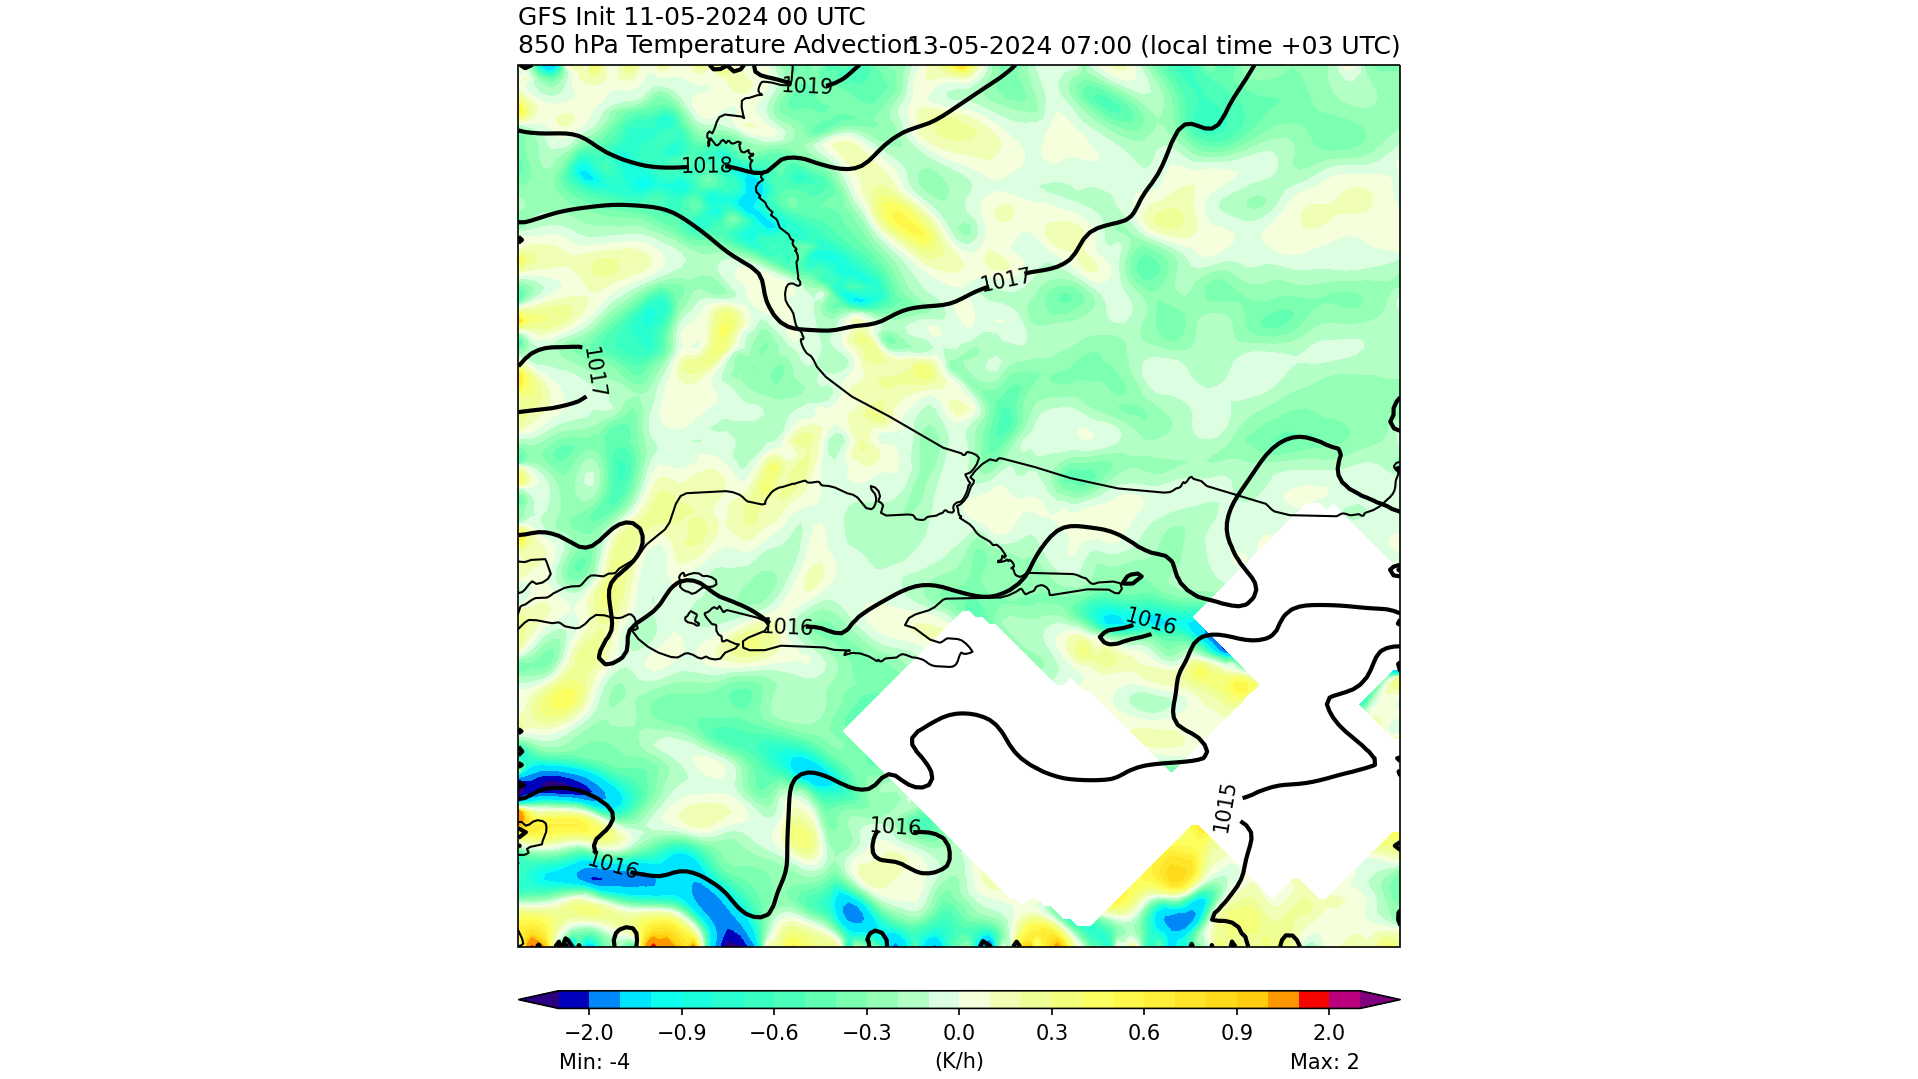 GFS Init 11-05-2024 00 UTC
850 hPa Temperature Advection 13-05-2024 07:00 (local time +03 UTC)
1019
1018
1017
1017
1016
1016
1015
1016
1016
−2.0 −0.9 −0.6 −0.3 0.0 0.3 0.6 0.9 2.0
Min: -4 (K/h) Max: 2